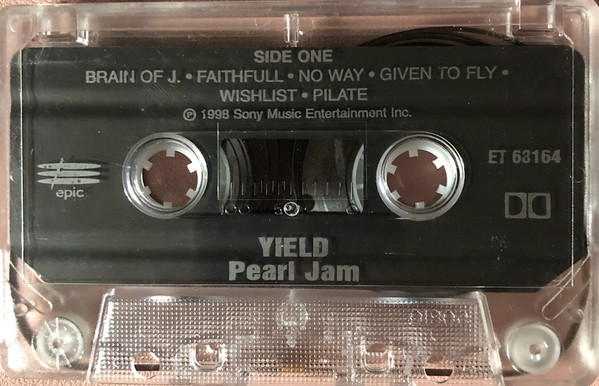 SIDE ONE
BRAIN OF J. • FAITHFULL • NO WAY • GIVEN TO FLY •
WISHLIST • PILATE
℗ 1998 Sony Music Entertainment Inc.
epic
ET 63164
YIELD
Pearl Jam